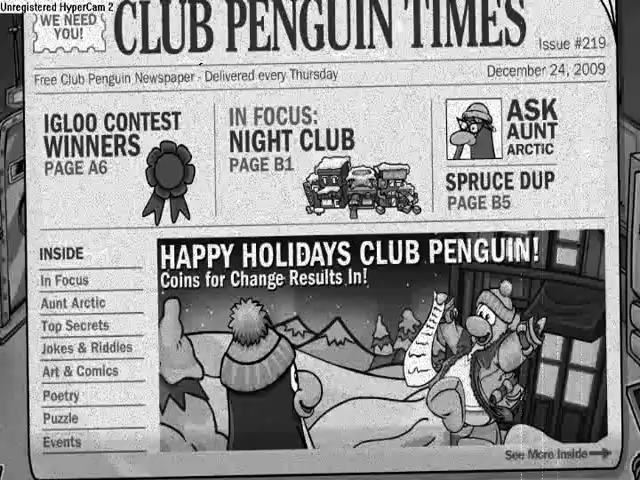 Unregistered HyperCam 2
WE NEED
YOU!
CLUB PENGUIN TIMES
Issue #219
Free Club Penguin Newspaper - Delivered every Thursday
December 24, 2009
IGLOO CONTEST
WINNERS
PAGE A6
IN FOCUS:
NIGHT CLUB
PAGE B1
ASK
AUNT
ARCTIC
SPRUCE DUP
PAGE B5
INSIDE
In Focus
Aunt Arctic
Top Secrets
Jokes & Riddles
Art & Comics
Poetry
Puzzle
Events
HAPPY HOLIDAYS CLUB PENGUIN!
Coins for Change Results In!
See More Inside